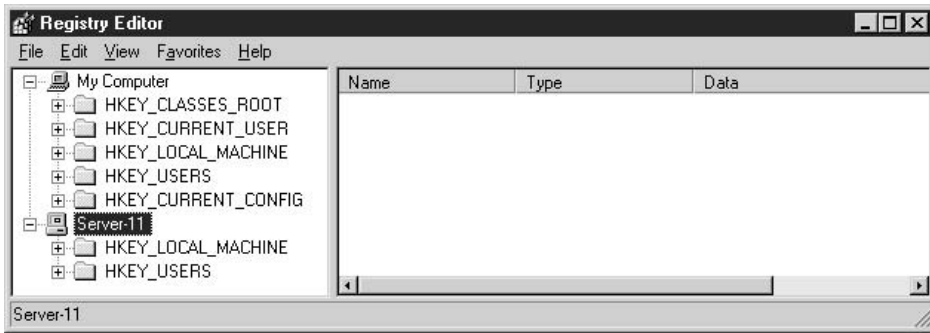 Registry Editor
File Edit View Favorites Help
My Computer
HKEY_CLASSES_ROOT
HKEY_CURRENT_USER
HKEY_LOCAL_MACHINE
HKEY_USERS
HKEY_CURRENT_CONFIG
Server-11
HKEY_LOCAL_MACHINE
HKEY_USERS
Name Type Data
Server-11